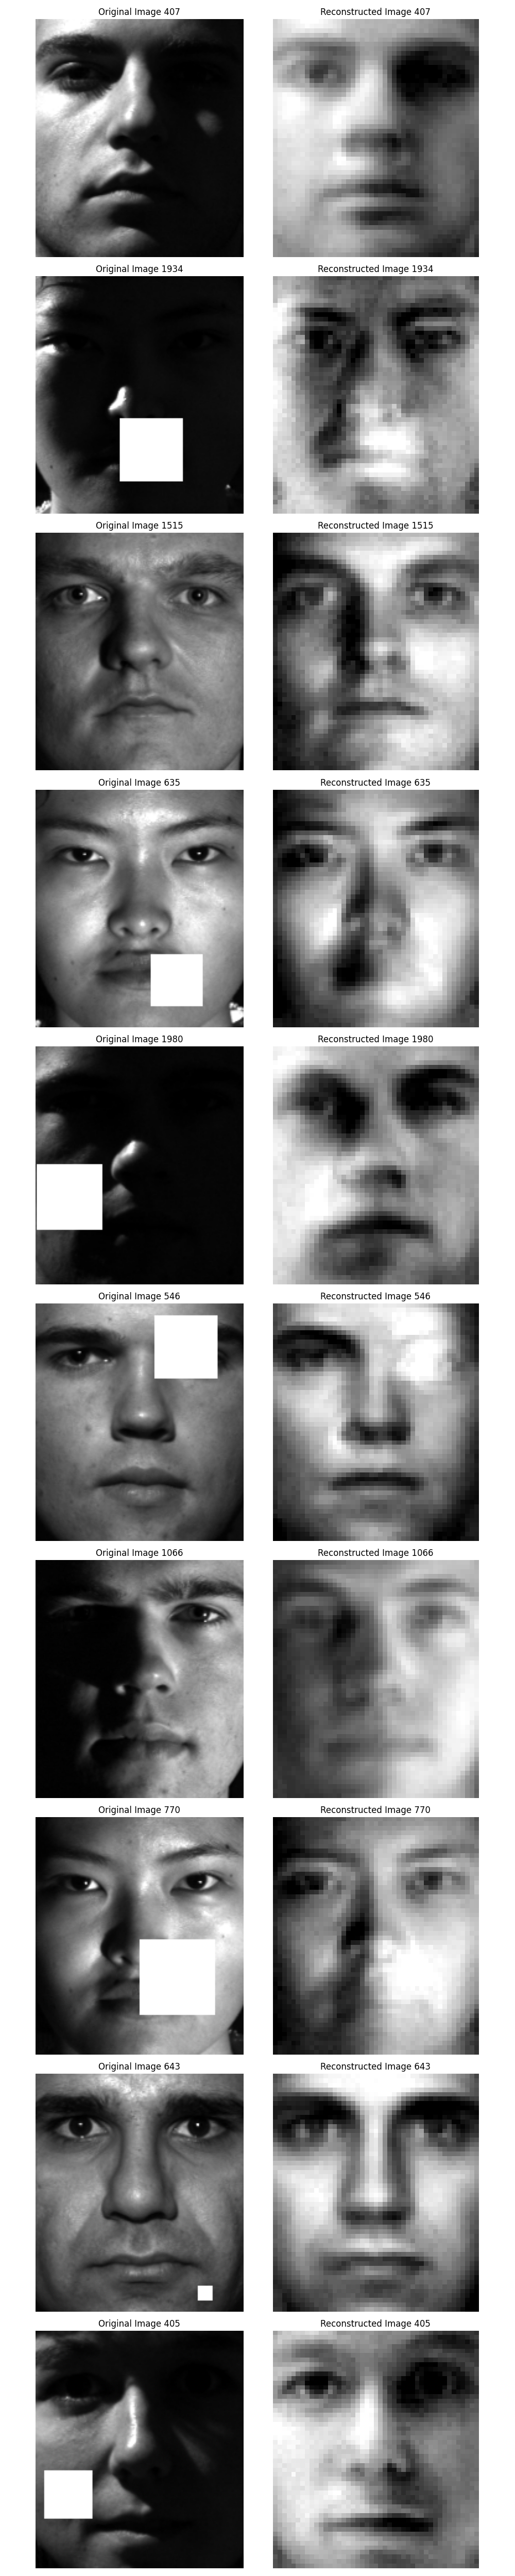 Original Image 407
Reconstructed Image 407
Original Image 1934
Reconstructed Image 1934
Original Image 1515
Reconstructed Image 1515
Original Image 635
Reconstructed Image 635
Original Image 1980
Reconstructed Image 1980
Original Image 546
Reconstructed Image 546
Original Image 1066
Reconstructed Image 1066
Original Image 770
Reconstructed Image 770
Original Image 643
Reconstructed Image 643
Original Image 405
Reconstructed Image 405